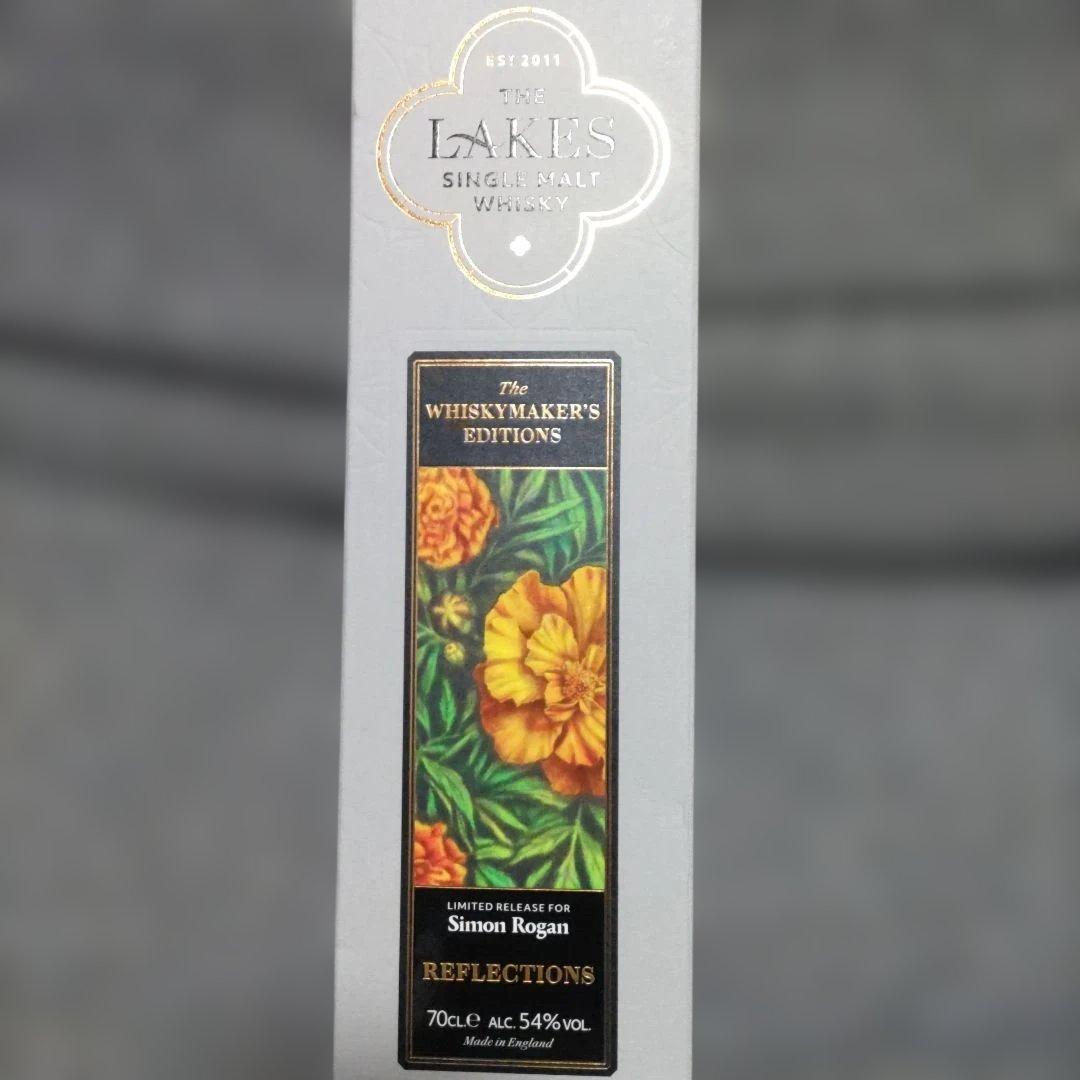 EST 2011
THE
LAKES
SINGLE MALT
WHISKY
The
WHISKYMAKER'S
EDITIONS
LIMITED RELEASE FOR
Simon Rogan
REFLECTIONS
70CL.℮ ALC. 54% VOL.
Made in England